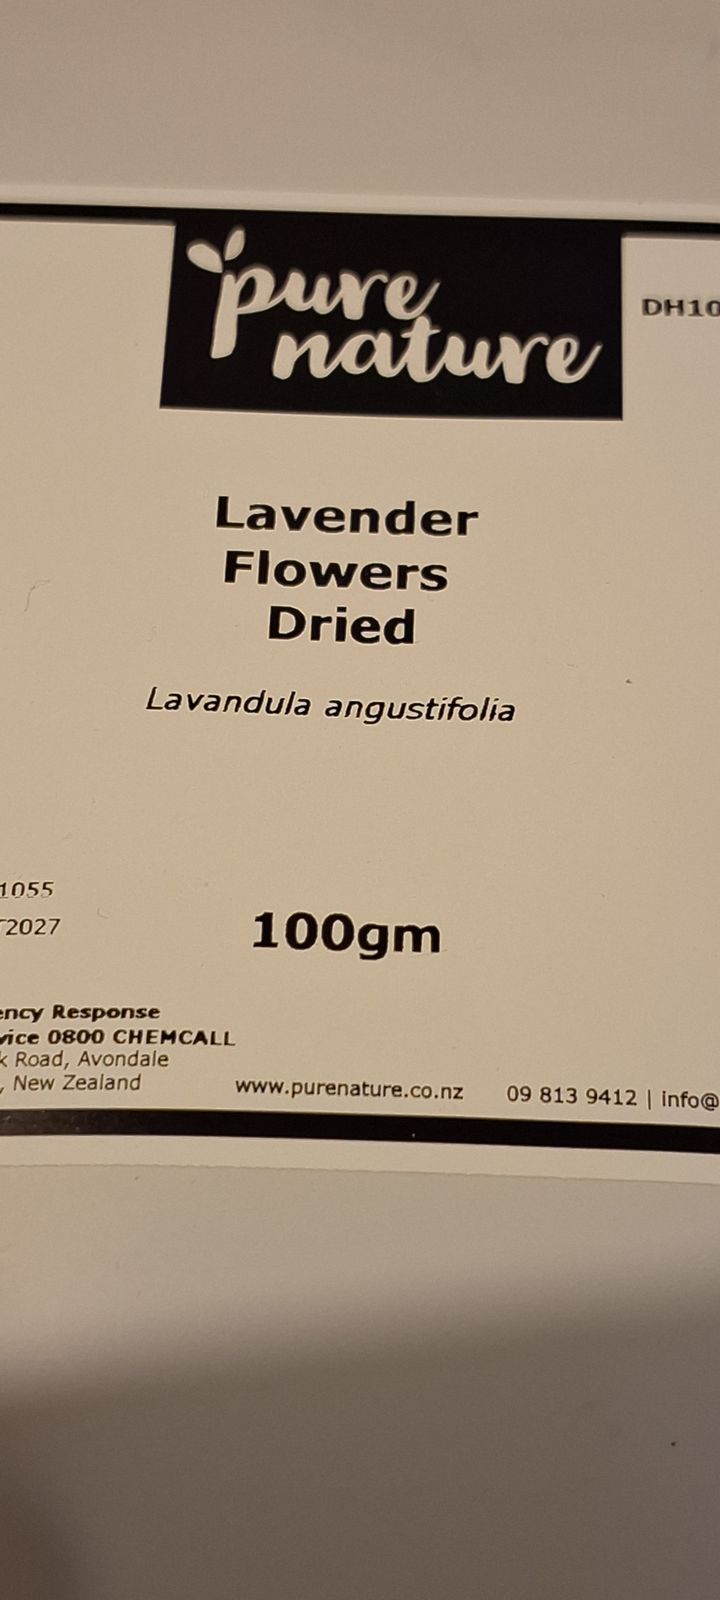 pure
nature
DH10
Lavender
Flowers
Dried
Lavandula angustifolia
1055
2027
100gm
ency Response
vice 0800 CHEMCALL
k Road, Avondale
, New Zealand
www.purenature.co.nz 09 813 9412 | info@